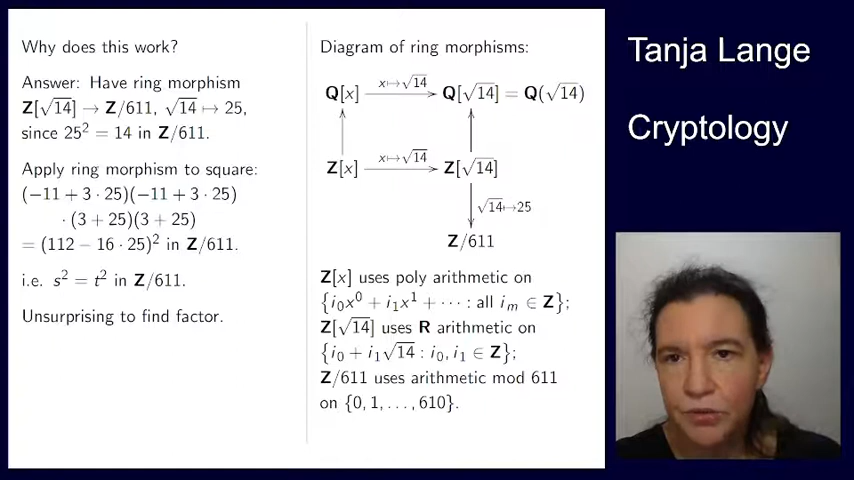 Why does this work?
Answer: Have ring morphism
Z[√14] → Z/611, √14 ↦ 25,
since 25² = 14 in Z/611.
Apply ring morphism to square:
(−11 + 3 · 25)(−11 + 3 · 25)
· (3 + 25)(3 + 25)
= (112 − 16 · 25)² in Z/611.
i.e. s² = t² in Z/611.
Unsurprising to find factor.
Diagram of ring morphisms:
x↦√14
Q[x] → Q[√14] = Q(√14)
x↦√14
Z[x] → Z[√14]
√14↦25
Z/611
Z[x] uses poly arithmetic on
{i₀x⁰ + i₁x¹ + ··· : all iₘ ∈ Z};
Z[√14] uses R arithmetic on
{i₀ + i₁√14 : i₀, i₁ ∈ Z};
Z/611 uses arithmetic mod 611
on {0, 1, . . . , 610}.
Tanja Lange
Cryptology